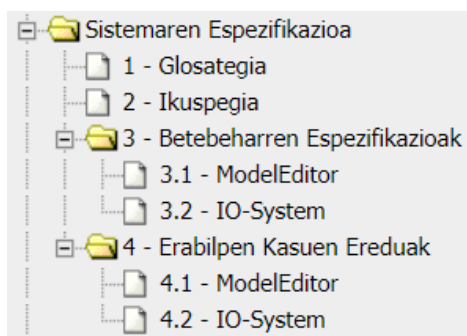 Sistemaren Espezifikazioa
1 - Glosategia
2 - Ikuspegia
3 - Betebeharren Espezifikazioak
3.1 - ModelEditor
3.2 - IO-System
4 - Erabilpen Kasuen Ereduak
4.1 - ModelEditor
4.2 - IO-System